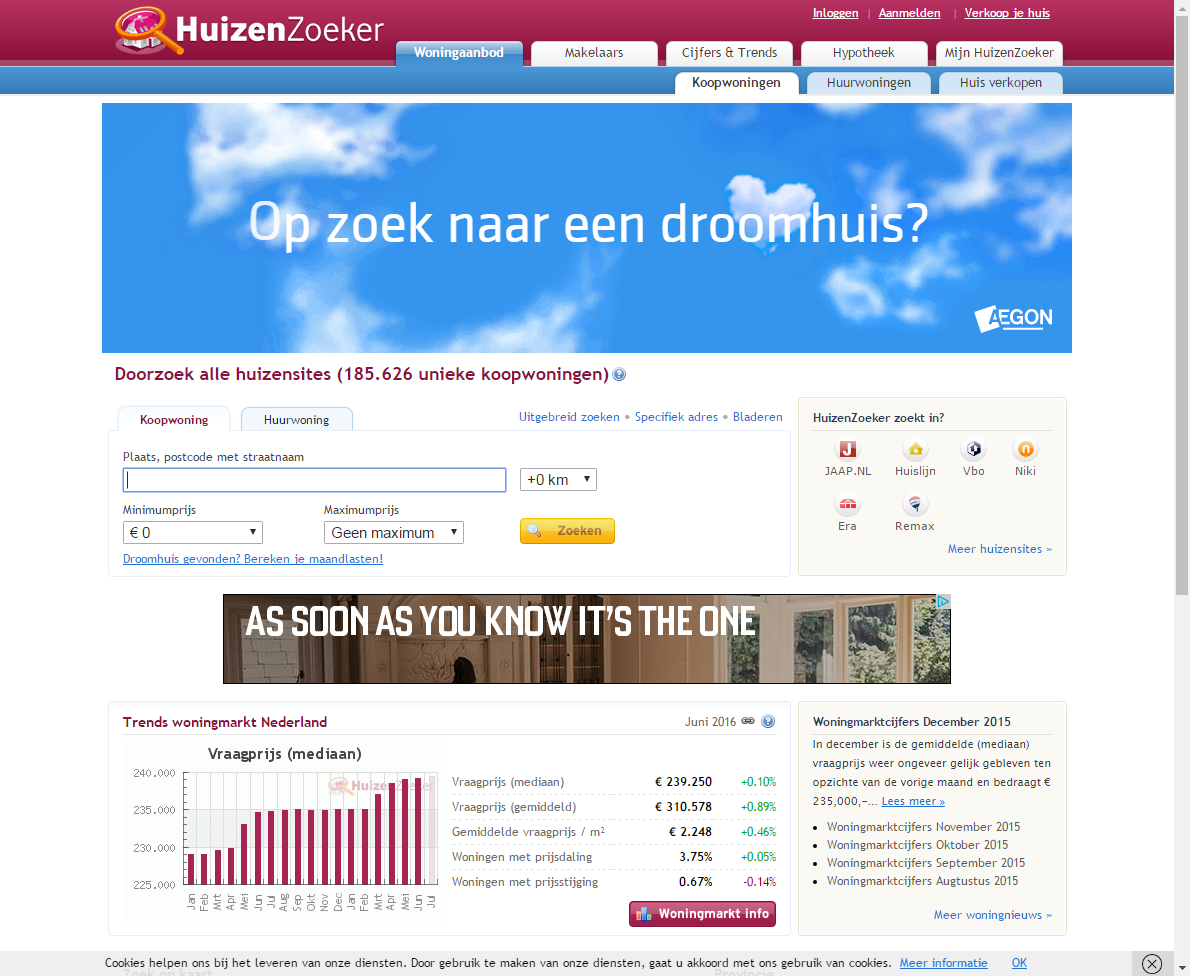 HuizenZoeker
Inloggen | Aanmelden | Verkoop je huis
Woningaanbod
Makelaars
Cijfers & Trends
Hypotheek
Mijn HuizenZoeker
Koopwoningen
Huurwoningen
Huis verkopen
Op zoek naar een droomhuis?
AEGON
Doorzoek alle huizensites (185.626 unieke koopwoningen)
Koopwoning
Huurwoning
Uitgebreid zoeken • Specifiek adres • Bladeren
Plaats, postcode met straatnaam
+0 km
Minimumprijs
Maximumprijs
€ 0
Geen maximum
Zoeken
Droomhuis gevonden? Bereken je maandlasten!
HuizenZoeker zoekt in?
JAAP.NL
Huislijn
Vbo
Niki
Era
Remax
Meer huizensites »
AS SOON AS YOU KNOW IT'S THE ONE
Trends woningmarkt Nederland
Juni 2016
Vraagprijs (mediaan)
HuizenZoeker
240.000
235.000
230.000
225.000
Jan Feb Mrt Apr Mei Jun Jul Aug Sep Okt Nov Dec Jan Feb Mrt Apr Mei Jun Jul
Vraagprijs (mediaan) € 239.250 +0.10%
Vraagprijs (gemiddeld) € 310.578 +0.89%
Gemiddelde vraagprijs / m² € 2.248 +0.46%
Woningen met prijsdaling 3.75% +0.05%
Woningen met prijsstijging 0.67% -0.14%
Woningmarkt info
Woningmarktcijfers December 2015
In december is de gemiddelde (mediaan)
vraagprijs weer ongeveer gelijk gebleven ten
opzichte van de vorige maand en bedraagt €
235,000,-... Lees meer »
• Woningmarktcijfers November 2015
• Woningmarktcijfers Oktober 2015
• Woningmarktcijfers September 2015
• Woningmarktcijfers Augtustus 2015
Meer woningnieuws »
Cookies helpen ons bij het leveren van onze diensten. Door gebruik te maken van onze diensten, gaat u akkoord met ons gebruik van cookies. Meer informatie OK
Zoek op kaart
Provincie